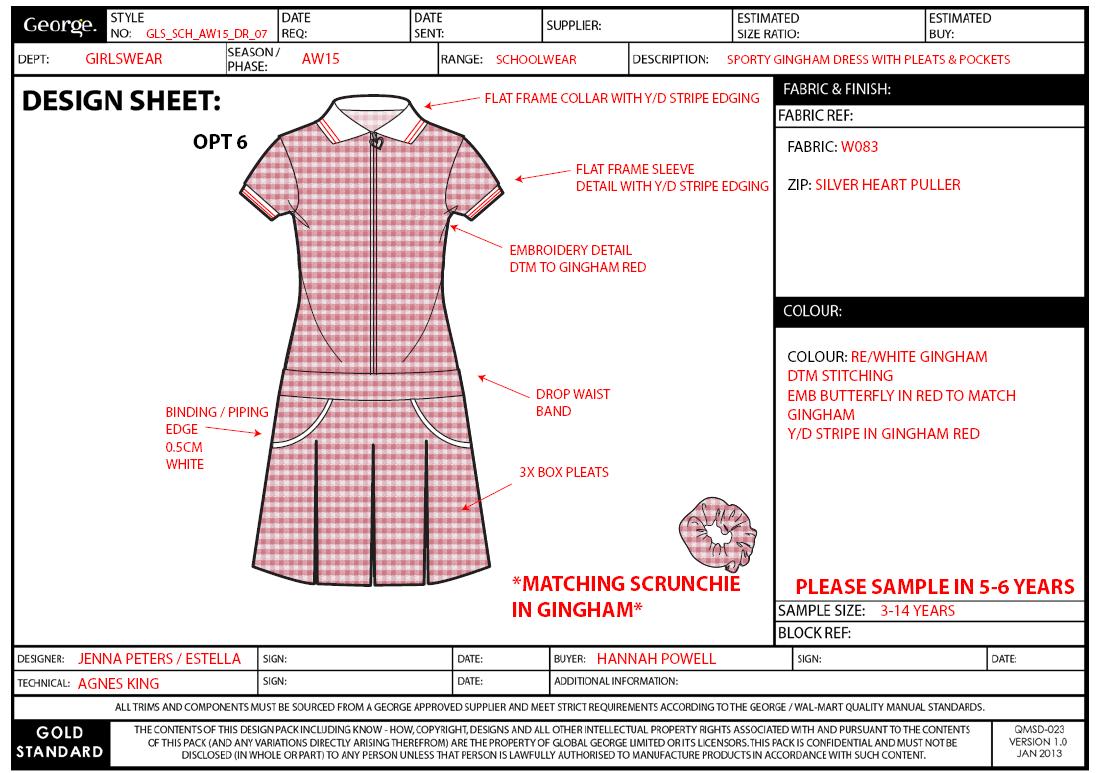 George.
STYLE
NO: GLS_SCH_AW15_DR_07
DATE
REQ:
DATE
SENT:
SUPPLIER:
ESTIMATED
SIZE RATIO:
ESTIMATED
BUY:
DEPT: GIRLSWEAR
SEASON /
PHASE: AW15
RANGE: SCHOOLWEAR
DESCRIPTION: SPORTY GINGHAM DRESS WITH PLEATS & POCKETS
DESIGN SHEET:
OPT 6
FLAT FRAME COLLAR WITH Y/D STRIPE EDGING
FLAT FRAME SLEEVE
DETAIL WITH Y/D STRIPE EDGING
EMBROIDERY DETAIL
DTM TO GINGHAM RED
DROP WAIST
BAND
BINDING / PIPING
EDGE
0.5CM
WHITE
3X BOX PLEATS
*MATCHING SCRUNCHIE
IN GINGHAM*
FABRIC & FINISH:
FABRIC REF:
FABRIC: W083
ZIP: SILVER HEART PULLER
COLOUR:
COLOUR: RE/WHITE GINGHAM
DTM STITCHING
EMB BUTTERFLY IN RED TO MATCH
GINGHAM
Y/D STRIPE IN GINGHAM RED
PLEASE SAMPLE IN 5-6 YEARS
SAMPLE SIZE: 3-14 YEARS
BLOCK REF:
DESIGNER: JENNA PETERS / ESTELLA
SIGN:
DATE:
BUYER: HANNAH POWELL
SIGN:
DATE:
TECHNICAL: AGNES KING
SIGN:
DATE:
ADDITIONAL INFORMATION:
ALL TRIMS AND COMPONENTS MUST BE SOURCED FROM A GEORGE APPROVED SUPPLIER AND MEET STRICT REQUIREMENTS ACCORDING TO THE GEORGE / WAL-MART QUALITY MANUAL STANDARDS.
GOLD
STANDARD
THE CONTENTS OF THIS DESIGN PACK INCLUDING KNOW - HOW, COPYRIGHT, DESIGNS AND ALL OTHER INTELLECTUAL PROPERTY RIGHTS ASSOCIATED WITH AND PURSUANT TO THE CONTENTS
OF THIS PACK (AND ANY VARIATIONS DIRECTLY ARISING THEREFROM) ARE THE PROPERTY OF GLOBAL GEORGE LIMITED OR ITS LICENSORS. THIS PACK IS CONFIDENTIAL AND MUST NOT BE
DISCLOSED (IN WHOLE OR PART) TO ANY PERSON UNLESS THAT PERSON IS LAWFULLY AUTHORISED TO MANUFACTURE PRODUCTS IN ACCORDANCE WITH SUCH CONTENT.
QMSD-023
VERSION 1.0
JAN 2013